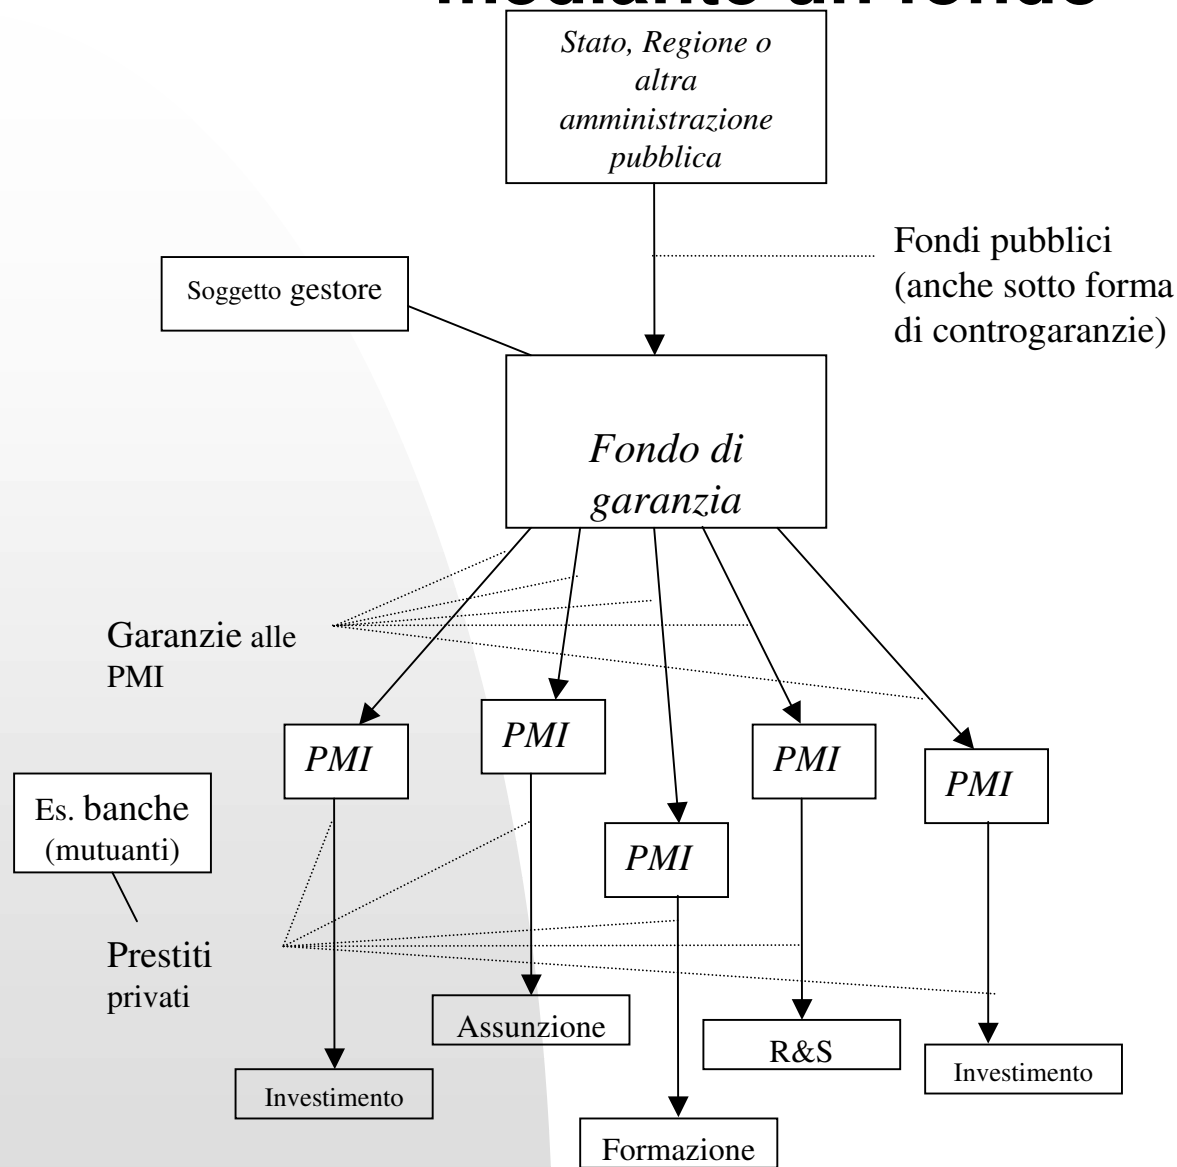 Stato, Regione o
altra
amministrazione
pubblica
Fondi pubblici
(anche sotto forma
di controgaranzie)
Soggetto gestore
Fondo di
garanzia
Garanzie alle
PMI
PMI
PMI
PMI
PMI
PMI
Es. banche
(mutuanti)
Prestiti
privati
Assunzione
R&S
Investimento
Investimento
Formazione